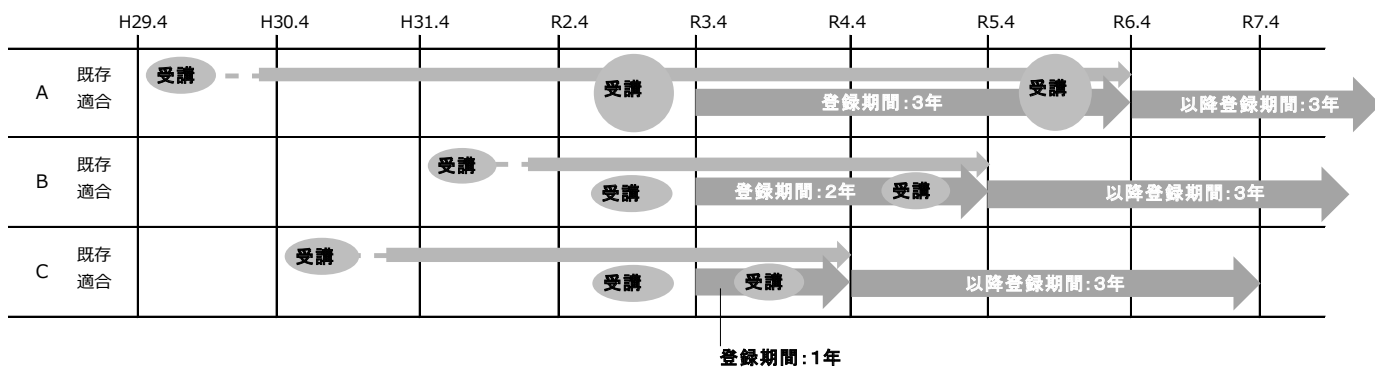 H29.4 H30.4 H31.4 R2.4 R3.4 R4.4 R5.4 R6.4 R7.4
A
既存 受講 受講 受講
適合 登録期間：3年 以降登録期間：3年
B
既存 受講
適合 受講 登録期間：2年 受講 以降登録期間：3年
C
既存 受講
適合 受講 受講 以降登録期間：3年
登録期間：1年